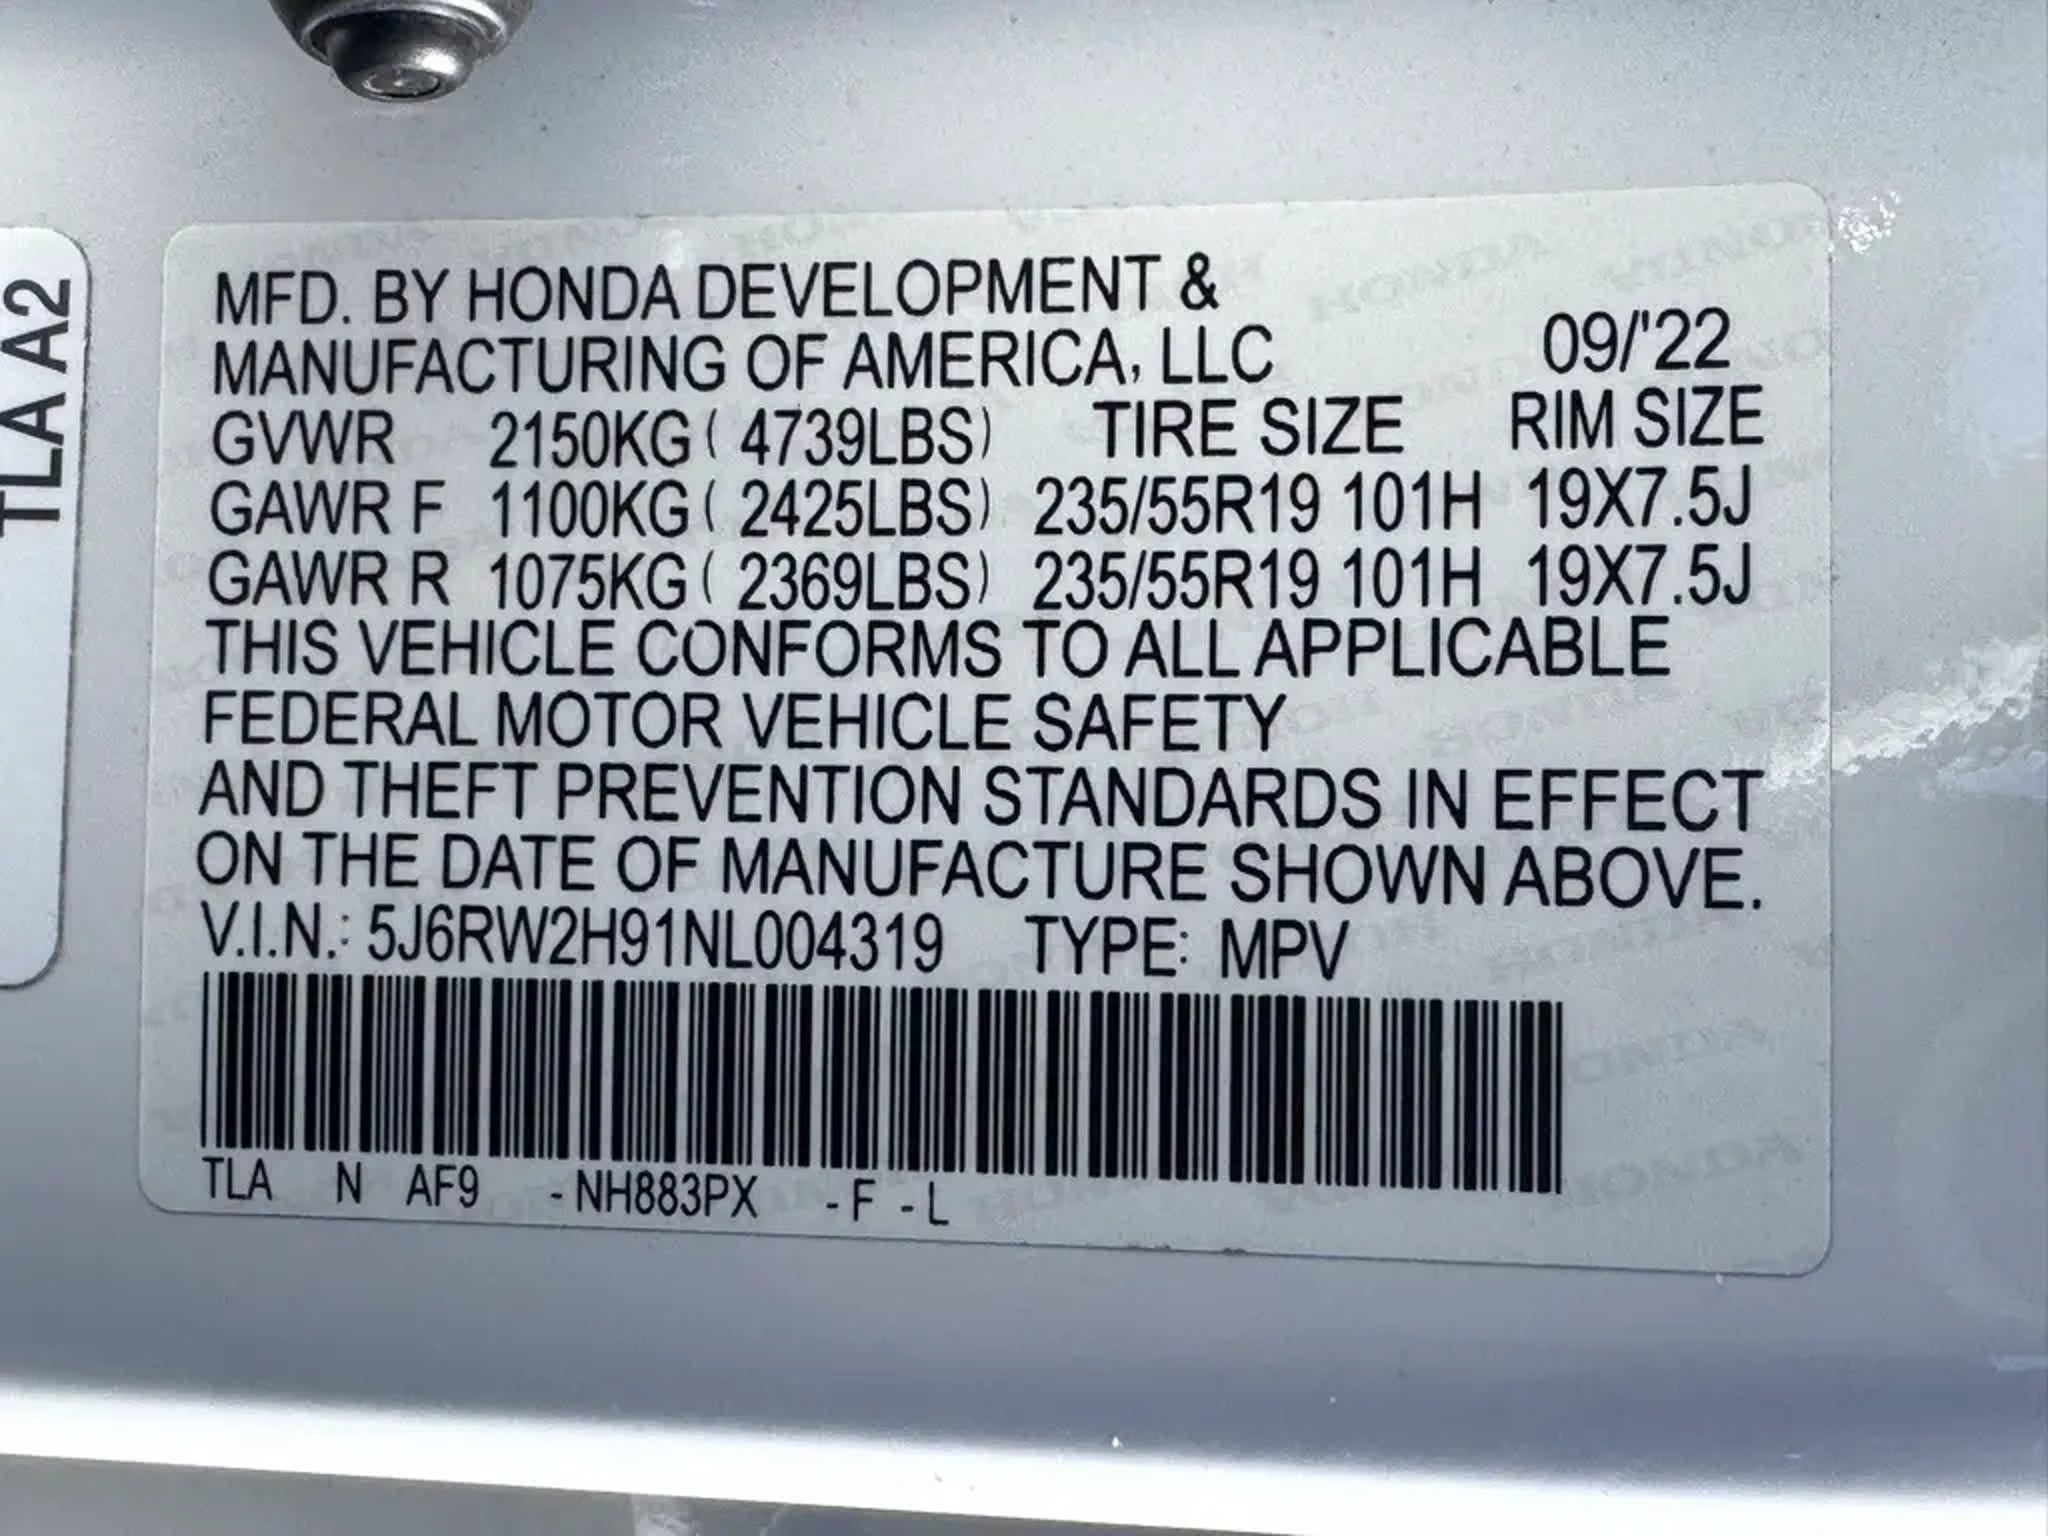 TLA A2
MFD. BY HONDA DEVELOPMENT &
MANUFACTURING OF AMERICA, LLC 09/'22
GVWR 2150KG ( 4739LBS) TIRE SIZE RIM SIZE
GAWR F 1100KG ( 2425LBS) 235/55R19 101H 19X7.5J
GAWR R 1075KG ( 2369LBS) 235/55R19 101H 19X7.5J
THIS VEHICLE CONFORMS TO ALL APPLICABLE
FEDERAL MOTOR VEHICLE SAFETY
AND THEFT PREVENTION STANDARDS IN EFFECT
ON THE DATE OF MANUFACTURE SHOWN ABOVE.
V.I.N.: 5J6RW2H91NL004319 TYPE: MPV
TLA N AF9 -NH883PX -F -L